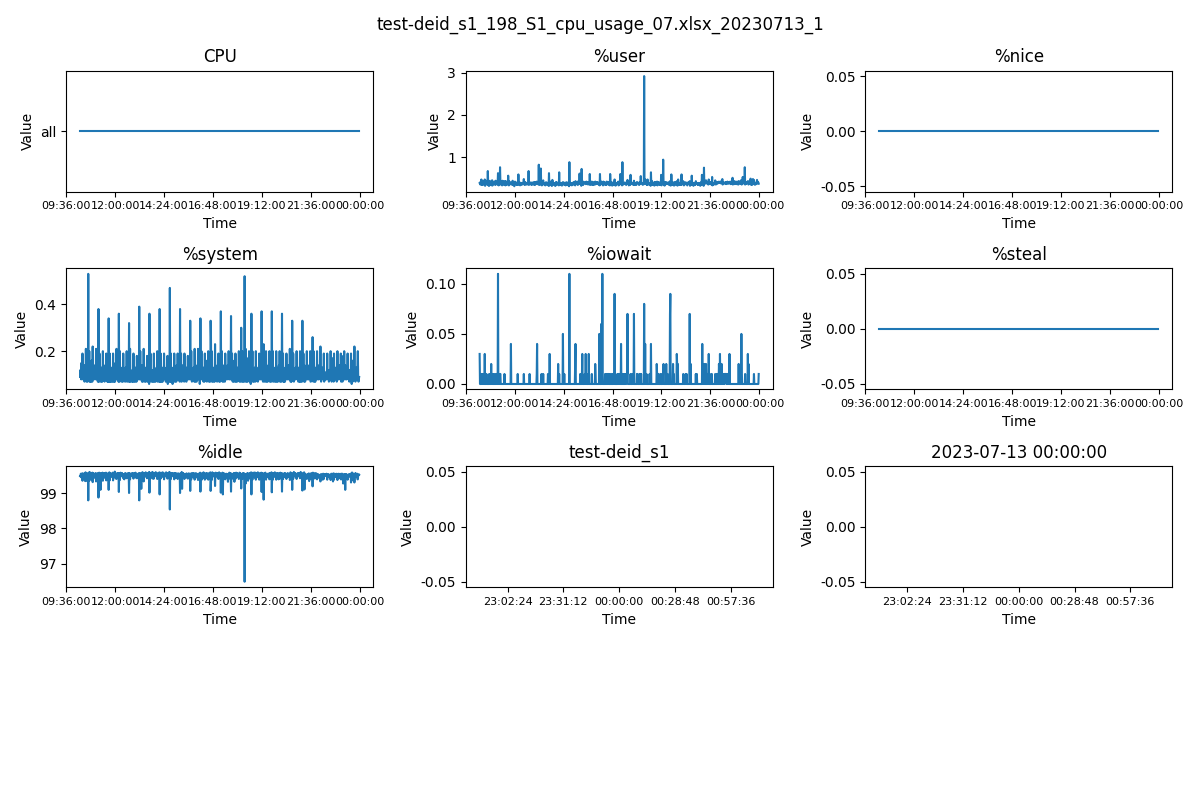 test-deid_s1_198_S1_cpu_usage_07.xlsx_20230713_1
CPU
%user
%nice
Value
all
09:36:00 12:00:00 14:24:00 16:48:00 19:12:00 21:36:00 00:00:00
Time
Value
3
2
1
09:36:00 12:00:00 14:24:00 16:48:00 19:12:00 21:36:00 00:00:00
Time
Value
0.05
0.00
-0.05
09:36:00 12:00:00 14:24:00 16:48:00 19:12:00 21:36:00 00:00:00
Time
%system
%iowait
%steal
Value
0.4
0.2
09:36:00 12:00:00 14:24:00 16:48:00 19:12:00 21:36:00 00:00:00
Time
Value
0.10
0.05
0.00
09:36:00 12:00:00 14:24:00 16:48:00 19:12:00 21:36:00 00:00:00
Time
Value
0.05
0.00
-0.05
09:36:00 12:00:00 14:24:00 16:48:00 19:12:00 21:36:00 00:00:00
Time
%idle
test-deid_s1
2023-07-13 00:00:00
Value
99
98
97
09:36:00 12:00:00 14:24:00 16:48:00 19:12:00 21:36:00 00:00:00
Time
Value
0.05
0.00
-0.05
23:02:24 23:31:12 00:00:00 00:28:48 00:57:36
Time
Value
0.05
0.00
-0.05
23:02:24 23:31:12 00:00:00 00:28:48 00:57:36
Time